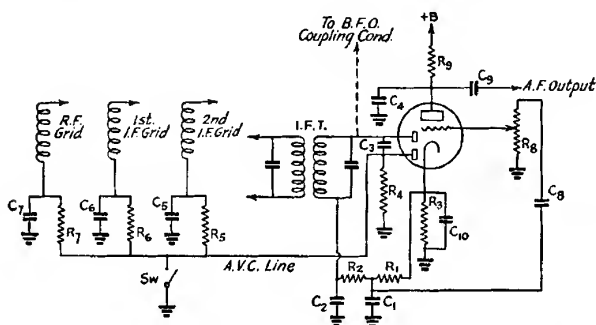 To B.F.O.
Coupling Cond.
+B
R9
C9
A.F. Output
C4
R.F.
Grid
1st.
I.F. Grid
2nd
I.F. Grid
I.F.T.
C3
R4
R8
C8
C7
R7
C6
R6
C5
R5
R3
C10
A.V.C. Line
Sw
R2
R1
C2
C1